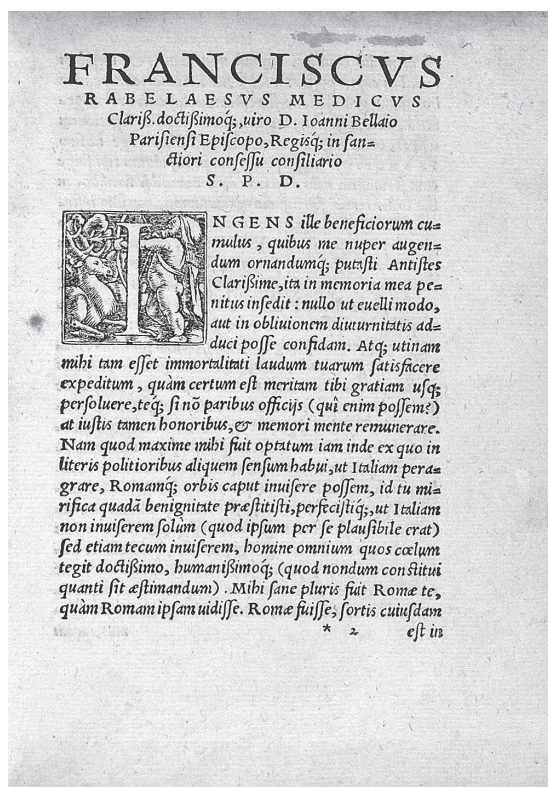 FRANCISCVS
RABELAESVS MEDICVS
Clariß. doctißimoq;, uiro D. Ioanni Bellaio
Pariſienſi Epiſcopo, Regisq́; in ſan=
ctiori conſeſſu conſiliario
S. P. D.
INGENS ille beneficiorum cu=
mulus, quibus me nuper augen=
dum ornandumq́; putaſti Antiſtes
Clarißime, ita in memoria mea pe=
nitus inſedit: nullo ut euelli modo,
aut in obliuionem diuturnitatis ad=
duci poſſe confidam. Atq; utinam
mihi tam eſſet immortalitati laudum tuarum ſatisfacere
expeditum, quàm certum eſt meritam tibi gratiam uſq;
perſoluere, teq́; ſi nõ paribus officijs (quî enim poſſem?)
at iuſtis tamen honoribus, & memori mente remunerare.
Nam quod maxime mihi fuit optatum iam inde ex quo in
literis politioribus aliquem ſenſum habui, ut Italiam pera=
grare, Romamq́; orbis caput inuiſere poſſem, id tu mi=
rifica quadã benignitate præſtitiſti, perfeciſtiq́;, ut Italiam
non inuiſerem ſolum (quod ipſum per ſe plauſibile erat)
ſed etiam tecum inuiſerem, homine omnium quos cœlum
tegit doctißimo, humanißimoq́; (quod nondum conſtitui
quanti ſit æſtimandum). Mihi ſane pluris fuit Romæ te,
quàm Romam ipſam uidiſſe. Romæ fuiſſe, ſortis cuiuſdam
* 2 eſt in